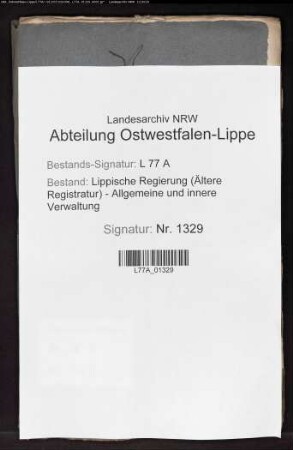 Landesarchiv NRW
Abteilung Ostwestfalen-Lippe
Bestands-Signatur: L 77 A
Bestand: Lippische Regierung (Ältere
Registratur) - Allgemeine und innere
Verwaltung
Signatur: Nr. 1329
L77A_01329